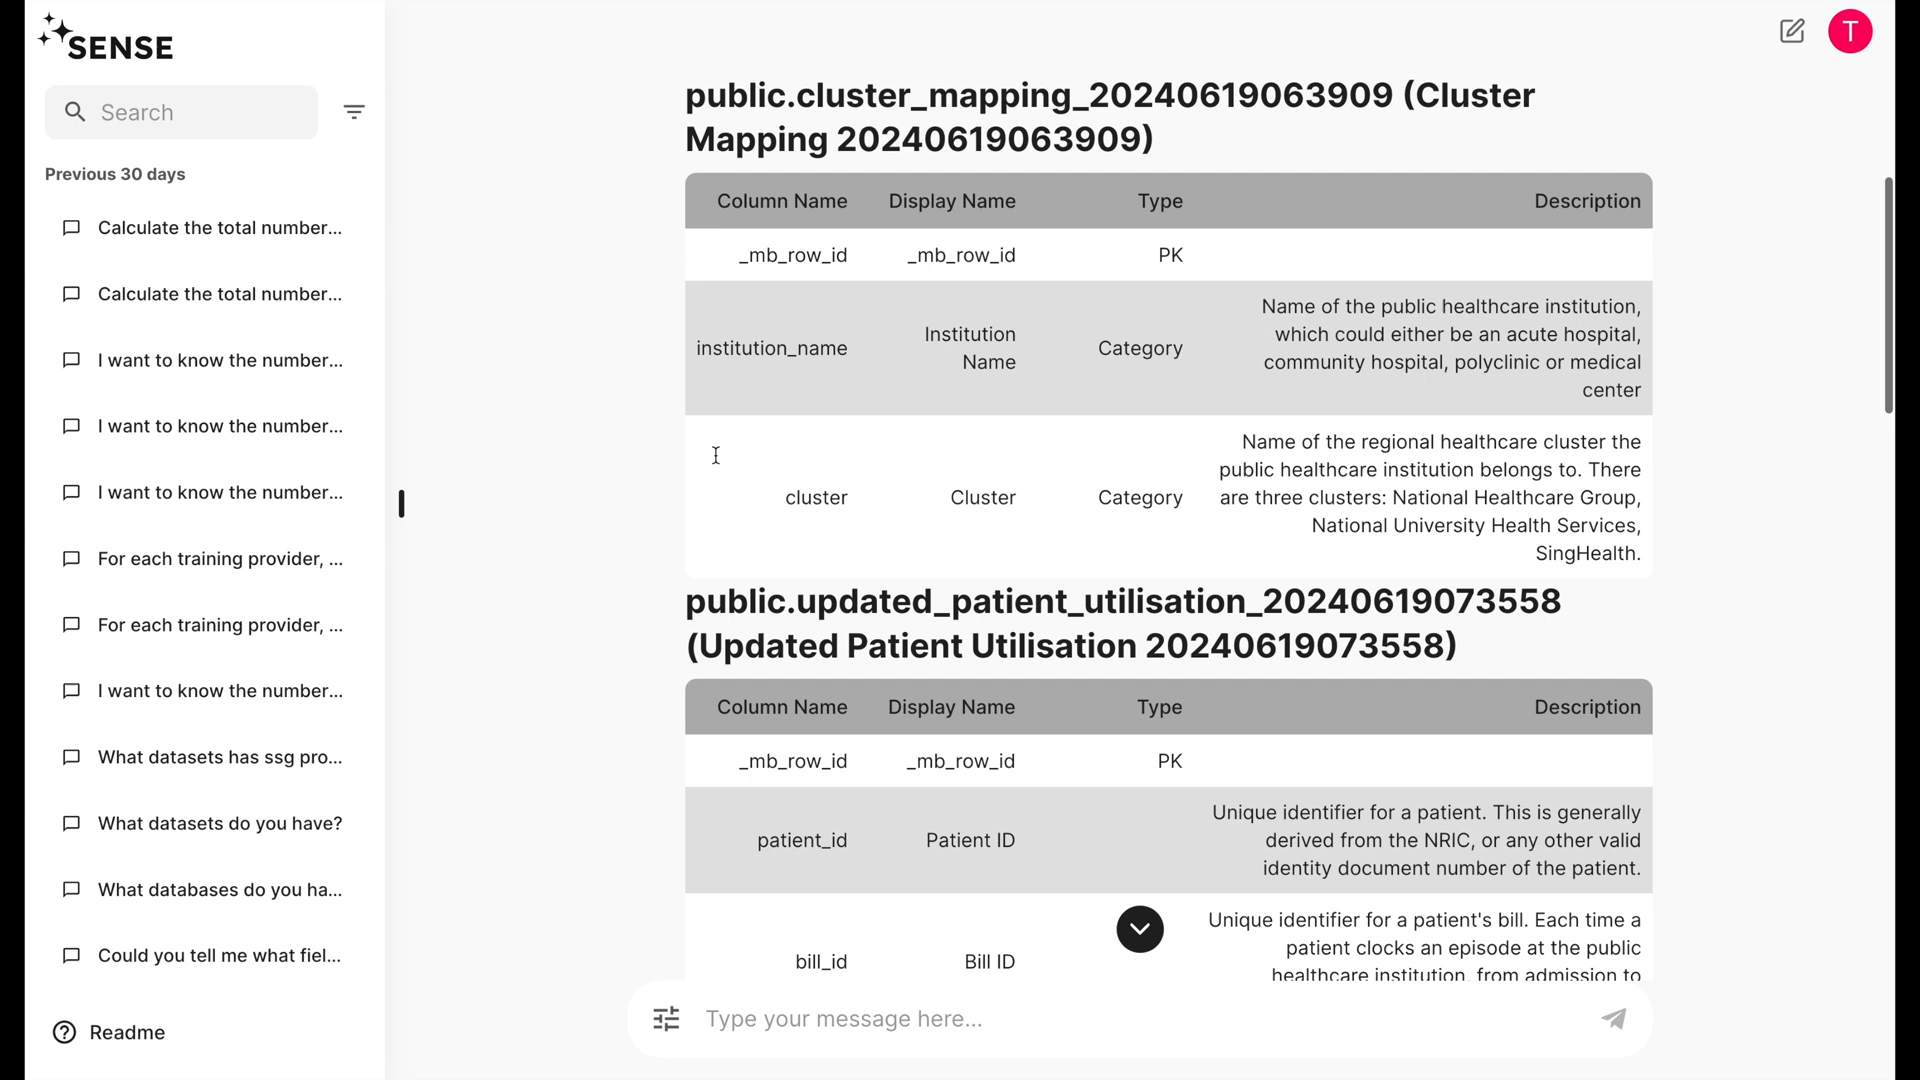 SENSE
Search
Previous 30 days
Calculate the total number...
Calculate the total number...
I want to know the number...
I want to know the number...
I want to know the number...
For each training provider, ...
For each training provider, ...
I want to know the number...
What datasets has ssg pro...
What datasets do you have?
What databases do you ha...
Could you tell me what fiel...
Readme
T
public.cluster_mapping_20240619063909 (Cluster
Mapping 20240619063909)
Column Name Display Name Type Description
_mb_row_id _mb_row_id PK
institution_name Institution Name Category Name of the public healthcare institution,
which could either be an acute hospital,
community hospital, polyclinic or medical
center
cluster Cluster Category Name of the regional healthcare cluster the
public healthcare institution belongs to. There
are three clusters: National Healthcare Group,
National University Health Services,
SingHealth.
public.updated_patient_utilisation_20240619073558
(Updated Patient Utilisation 20240619073558)
Column Name Display Name Type Description
_mb_row_id _mb_row_id PK
patient_id Patient ID Unique identifier for a patient. This is generally
derived from the NRIC, or any other valid
identity document number of the patient.
bill_id Bill ID Unique identifier for a patient's bill. Each time a
patient clocks an episode at the public
healthcare institution, from admission to
Type your message here...